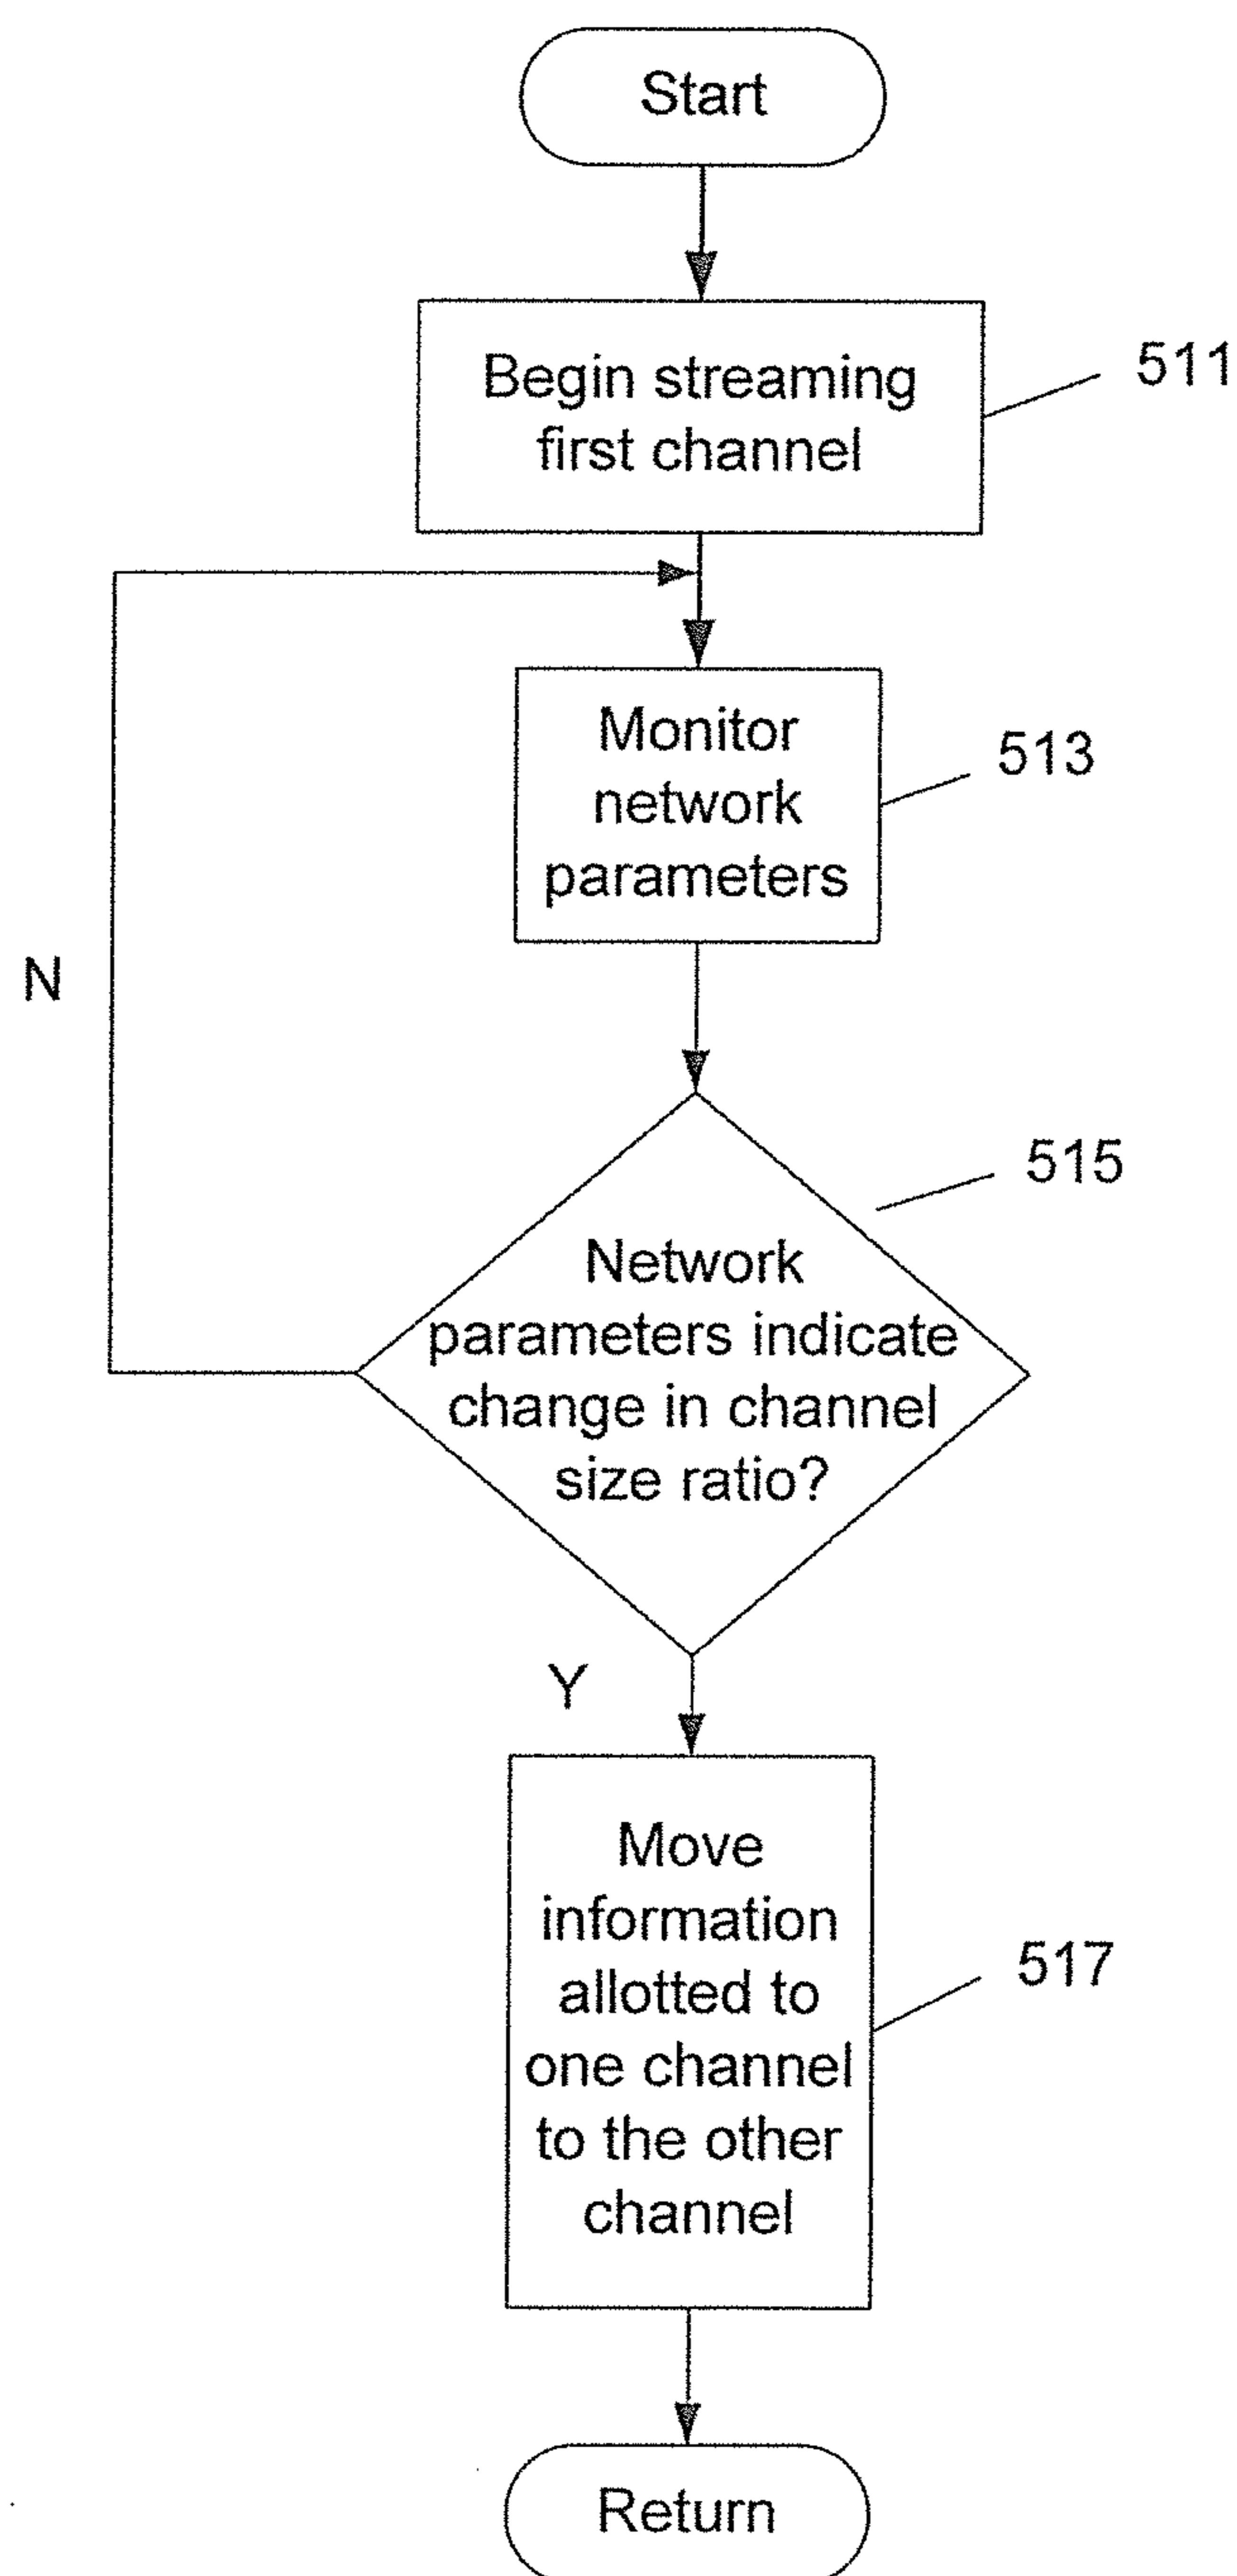 Start
Begin streaming
first channel
511
Monitor
network
parameters
513
N
515
Network
parameters indicate
change in channel
size ratio?
Y
Move
information
allotted to
one channel
to the other
channel
517
Return